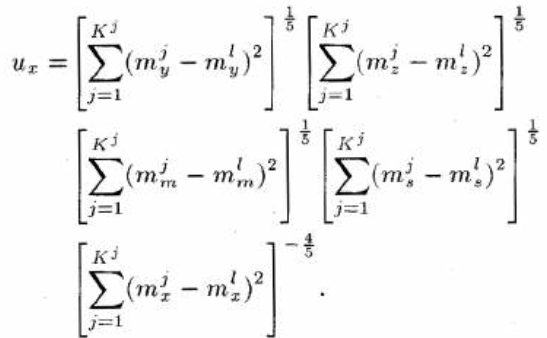 u_x = [∑_{j=1}^{K^j} (m_y^j − m_y^l)^2]^{1/5} [∑_{j=1}^{K^j} (m_z^j − m_z^l)^2]^{1/5}
[∑_{j=1}^{K^j} (m_m^j − m_m^l)^2]^{1/5} [∑_{j=1}^{K^j} (m_s^j − m_s^l)^2]^{1/5}
[∑_{j=1}^{K^j} (m_x^j − m_x^l)^2]^{−4/5} .